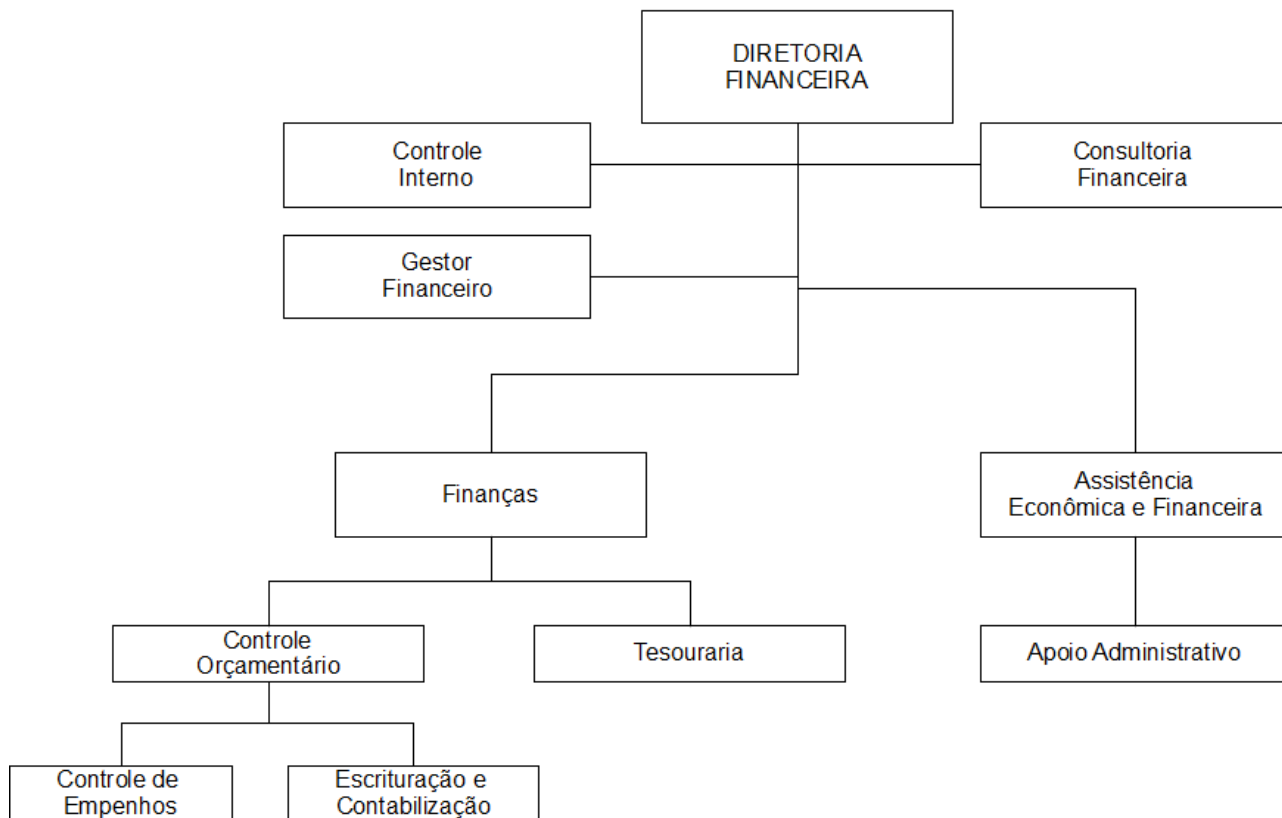 DIRETORIA
FINANCEIRA
Controle
Interno
Consultoria
Financeira
Gestor
Financeiro
Finanças
Assistência
Econômica e Financeira
Controle
Orçamentário
Tesouraria
Apoio Administrativo
Controle de
Empenhos
Escrituração e
Contabilização